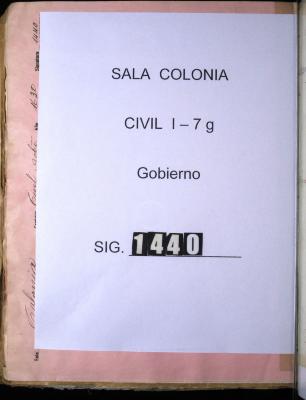 SALA COLONIA
CIVIL I – 7 g
Gobierno
SIG. 1440